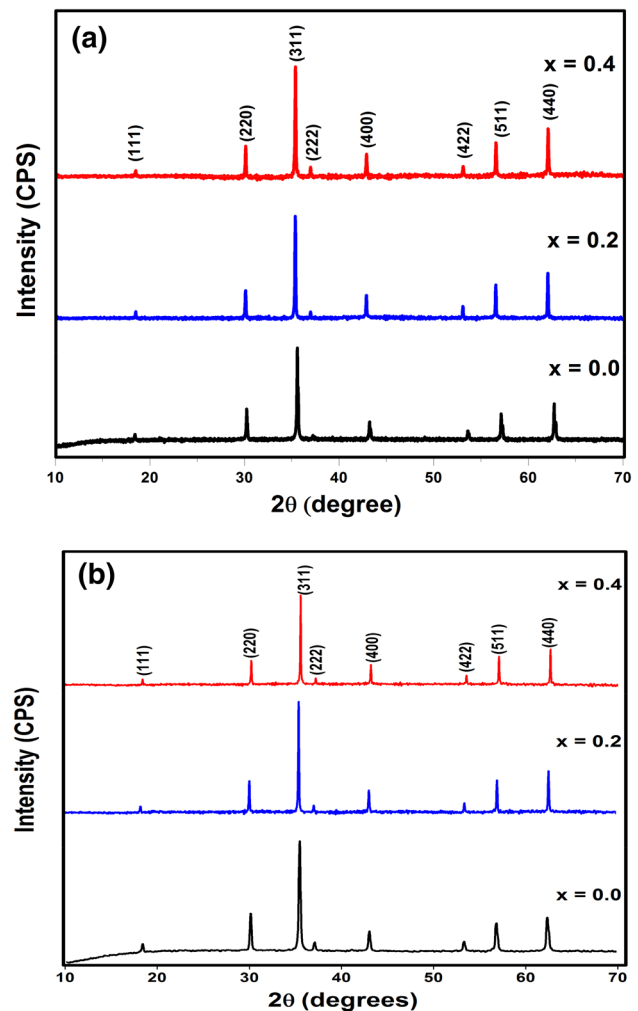 (a)
(311)
x = 0.4
(440)
(220)
(511)
(400)
(222)
(422)
(111)
x = 0.2
x = 0.0
Intensity (CPS)
10 20 30 40 50 60 70
2θ (degree)
(b)
(311)
x = 0.4
(220)
(440)
(511)
(400)
(222)
(422)
(111)
x = 0.2
x = 0.0
Intensity (CPS)
10 20 30 40 50 60 70
2θ (degrees)